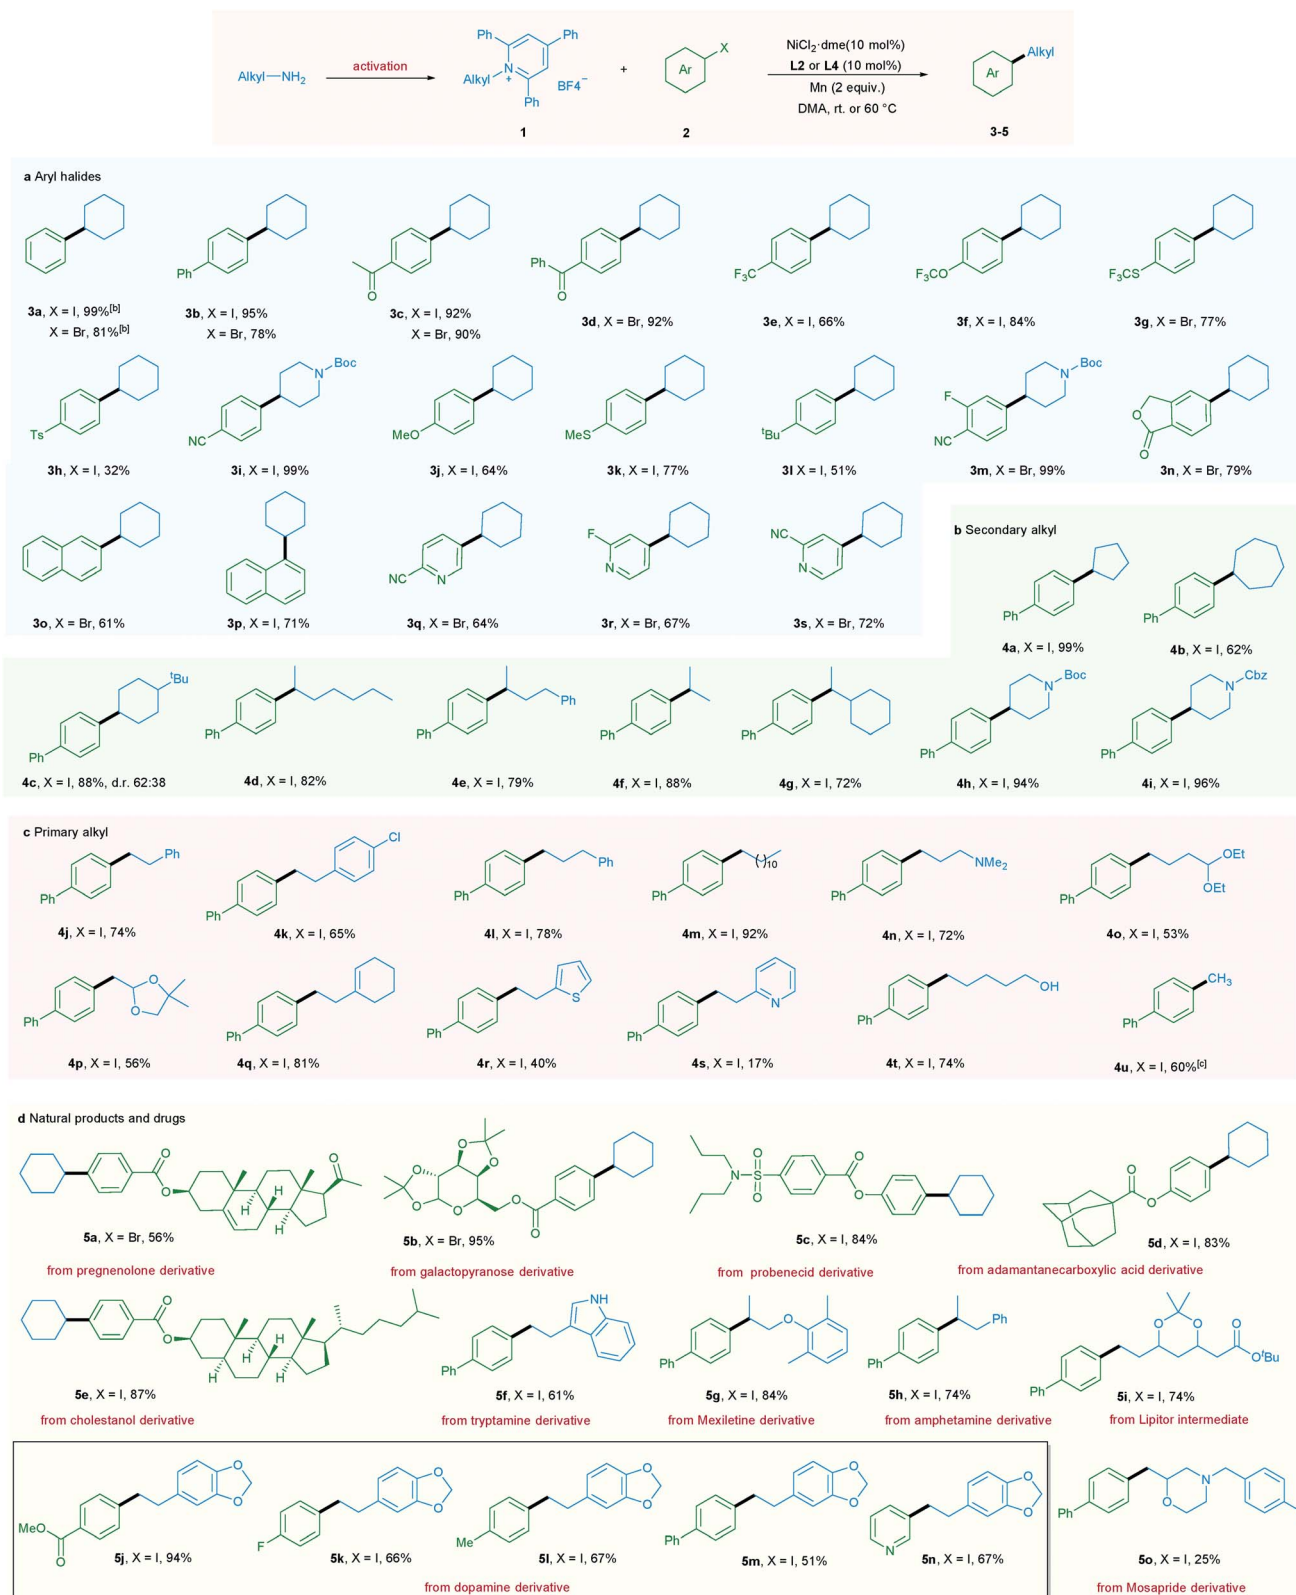 Alkyl—NH2
activation
Ph
Ph
Alkyl
N+
Ph
BF4−
1
+
X
Ar
2
NiCl2·dme(10 mol%)
L2 or L4 (10 mol%)
Mn (2 equiv.)
DMA, rt. or 60 °C
Alkyl
Ar
3-5
a Aryl halides
3a, X = I, 99%[b]
X = Br, 81%[b]
Ph
3b, X = I, 95%
X = Br, 78%
O
3c, X = I, 92%
X = Br, 90%
Ph
O
3d, X = Br, 92%
F3C
3e, X = I, 66%
F3CO
3f, X = I, 84%
F3CS
3g, X = Br, 77%
Ts
3h, X = I, 32%
Boc
N
CN
3i, X = I, 99%
MeO
3j, X = I, 64%
MeS
3k, X = I, 77%
tBu
3l X = I, 51%
Boc
N
F
CN
3m, X = Br, 99%
O
O
3n, X = Br, 79%
3o, X = Br, 61%
3p, X = I, 71%
CN
N
3q, X = Br, 64%
F
N
3r, X = Br, 67%
CN
N
3s, X = Br, 72%
b Secondary alkyl
Ph
4a, X = I, 99%
Ph
4b, X = I, 62%
tBu
Ph
4c, X = I, 88%, d.r. 62:38
Ph
4d, X = I, 82%
Ph
Ph
4e, X = I, 79%
Ph
4f, X = I, 88%
Ph
4g, X = I, 72%
Boc
N
Ph
4h, X = I, 94%
Cbz
N
Ph
4i, X = I, 96%
c Primary alkyl
Ph
Ph
4j, X = I, 74%
Cl
Ph
4k, X = I, 65%
Ph
Ph
4l, X = I, 78%
( )10
Ph
4m, X = I, 92%
NMe2
Ph
4n, X = I, 72%
OEt
OEt
Ph
4o, X = I, 53%
O
O
Ph
4p, X = I, 56%
Ph
4q, X = I, 81%
S
Ph
4r, X = I, 40%
N
Ph
4s, X = I, 17%
OH
Ph
4t, X = I, 74%
CH3
Ph
4u, X = I, 60%[c]
d Natural products and drugs
O
O
O
H
H
H
5a, X = Br, 56%
from pregnenolone derivative
O
O
O
O
O
O
O
5b, X = Br, 95%
from galactopyranose derivative
N
O
S
O
O
O
5c, X = I, 84%
from probenecid derivative
O
O
5d, X = I, 83%
from adamantanecarboxylic acid derivative
O
O
H
H
H
H
5e, X = I, 87%
from cholestanol derivative
NH
Ph
5f, X = I, 61%
from tryptamine derivative
O
Ph
5g, X = I, 84%
from Mexiletine derivative
Ph
Ph
5h, X = I, 74%
from amphetamine derivative
O
O
O
OtBu
Ph
5i, X = I, 74%
from Lipitor intermediate
O
O
MeO
O
5j, X = I, 94%
O
O
F
5k, X = I, 66%
O
O
Me
5l, X = I, 67%
O
O
Ph
5m, X = I, 51%
O
O
N
5n, X = I, 67%
from dopamine derivative
N
O
Ph
5o, X = I, 25%
from Mosapride derivative